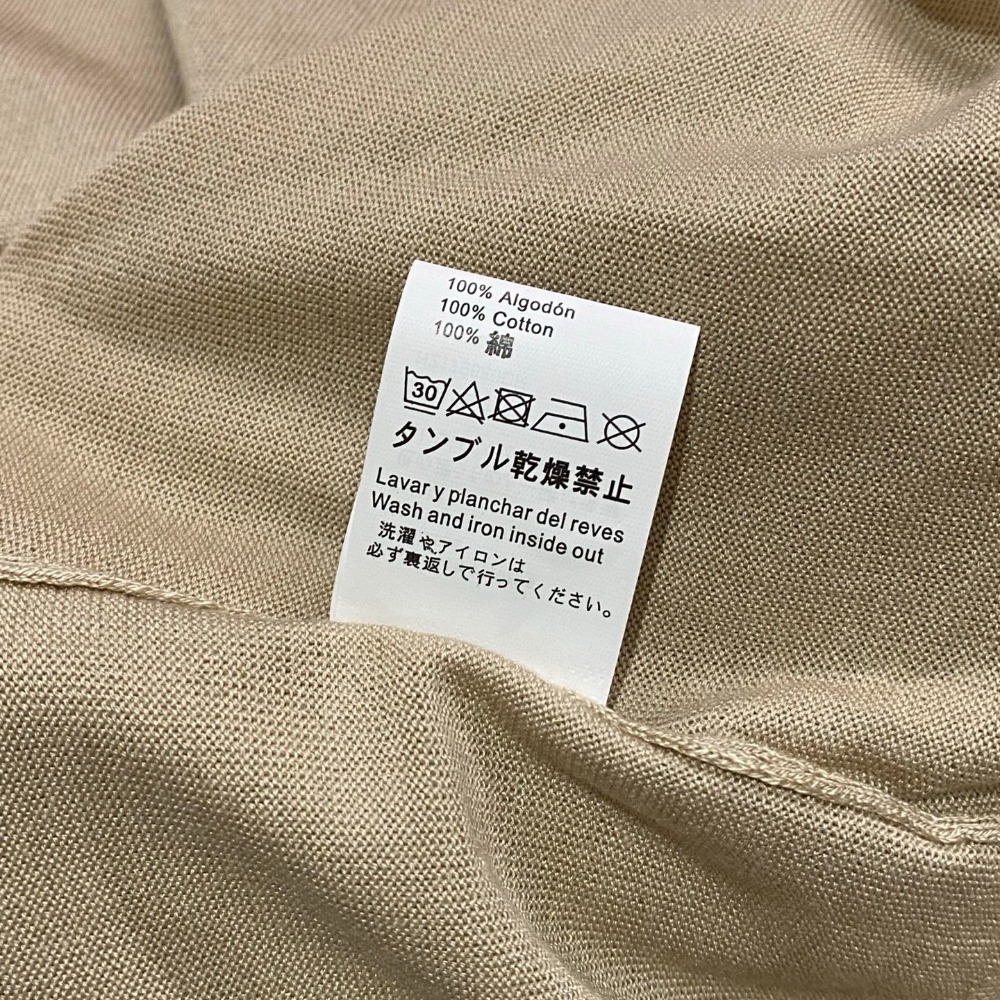 100% Algodón
100% Cotton
100% 綿
30
タンブル乾燥禁止
Lavar y planchar del reves
Wash and iron inside out
洗濯やアイロンは
必ず裏返しで行ってください。